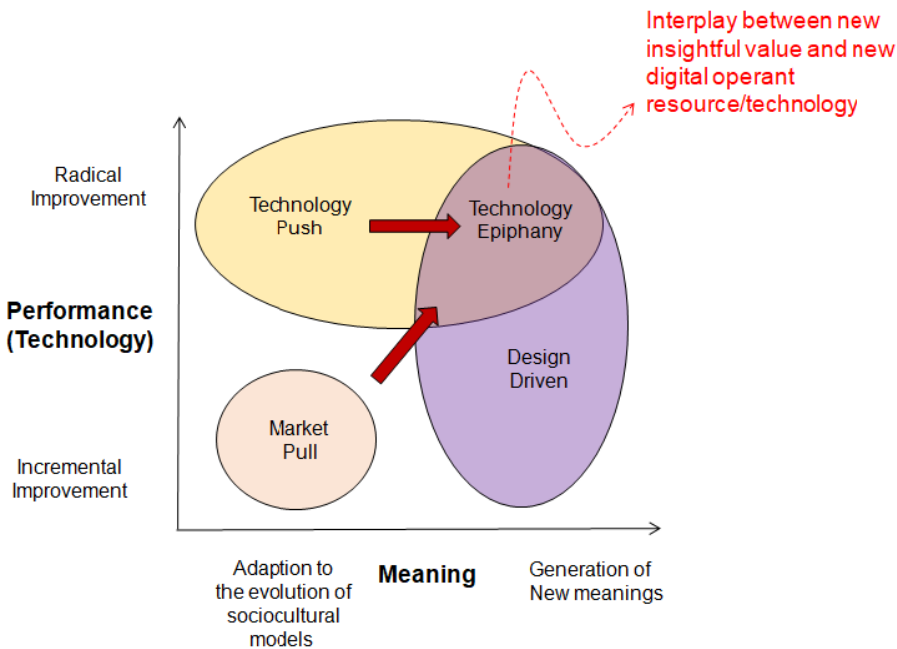 Interplay between new
insightful value and new
digital operant
resource/technology
Radical
Improvement
Technology
Push
Technology
Epiphany
Performance
(Technology)
Design
Driven
Market
Pull
Incremental
Improvement
Adaption to
the evolution of
sociocultural
models
Meaning
Generation of
New meanings